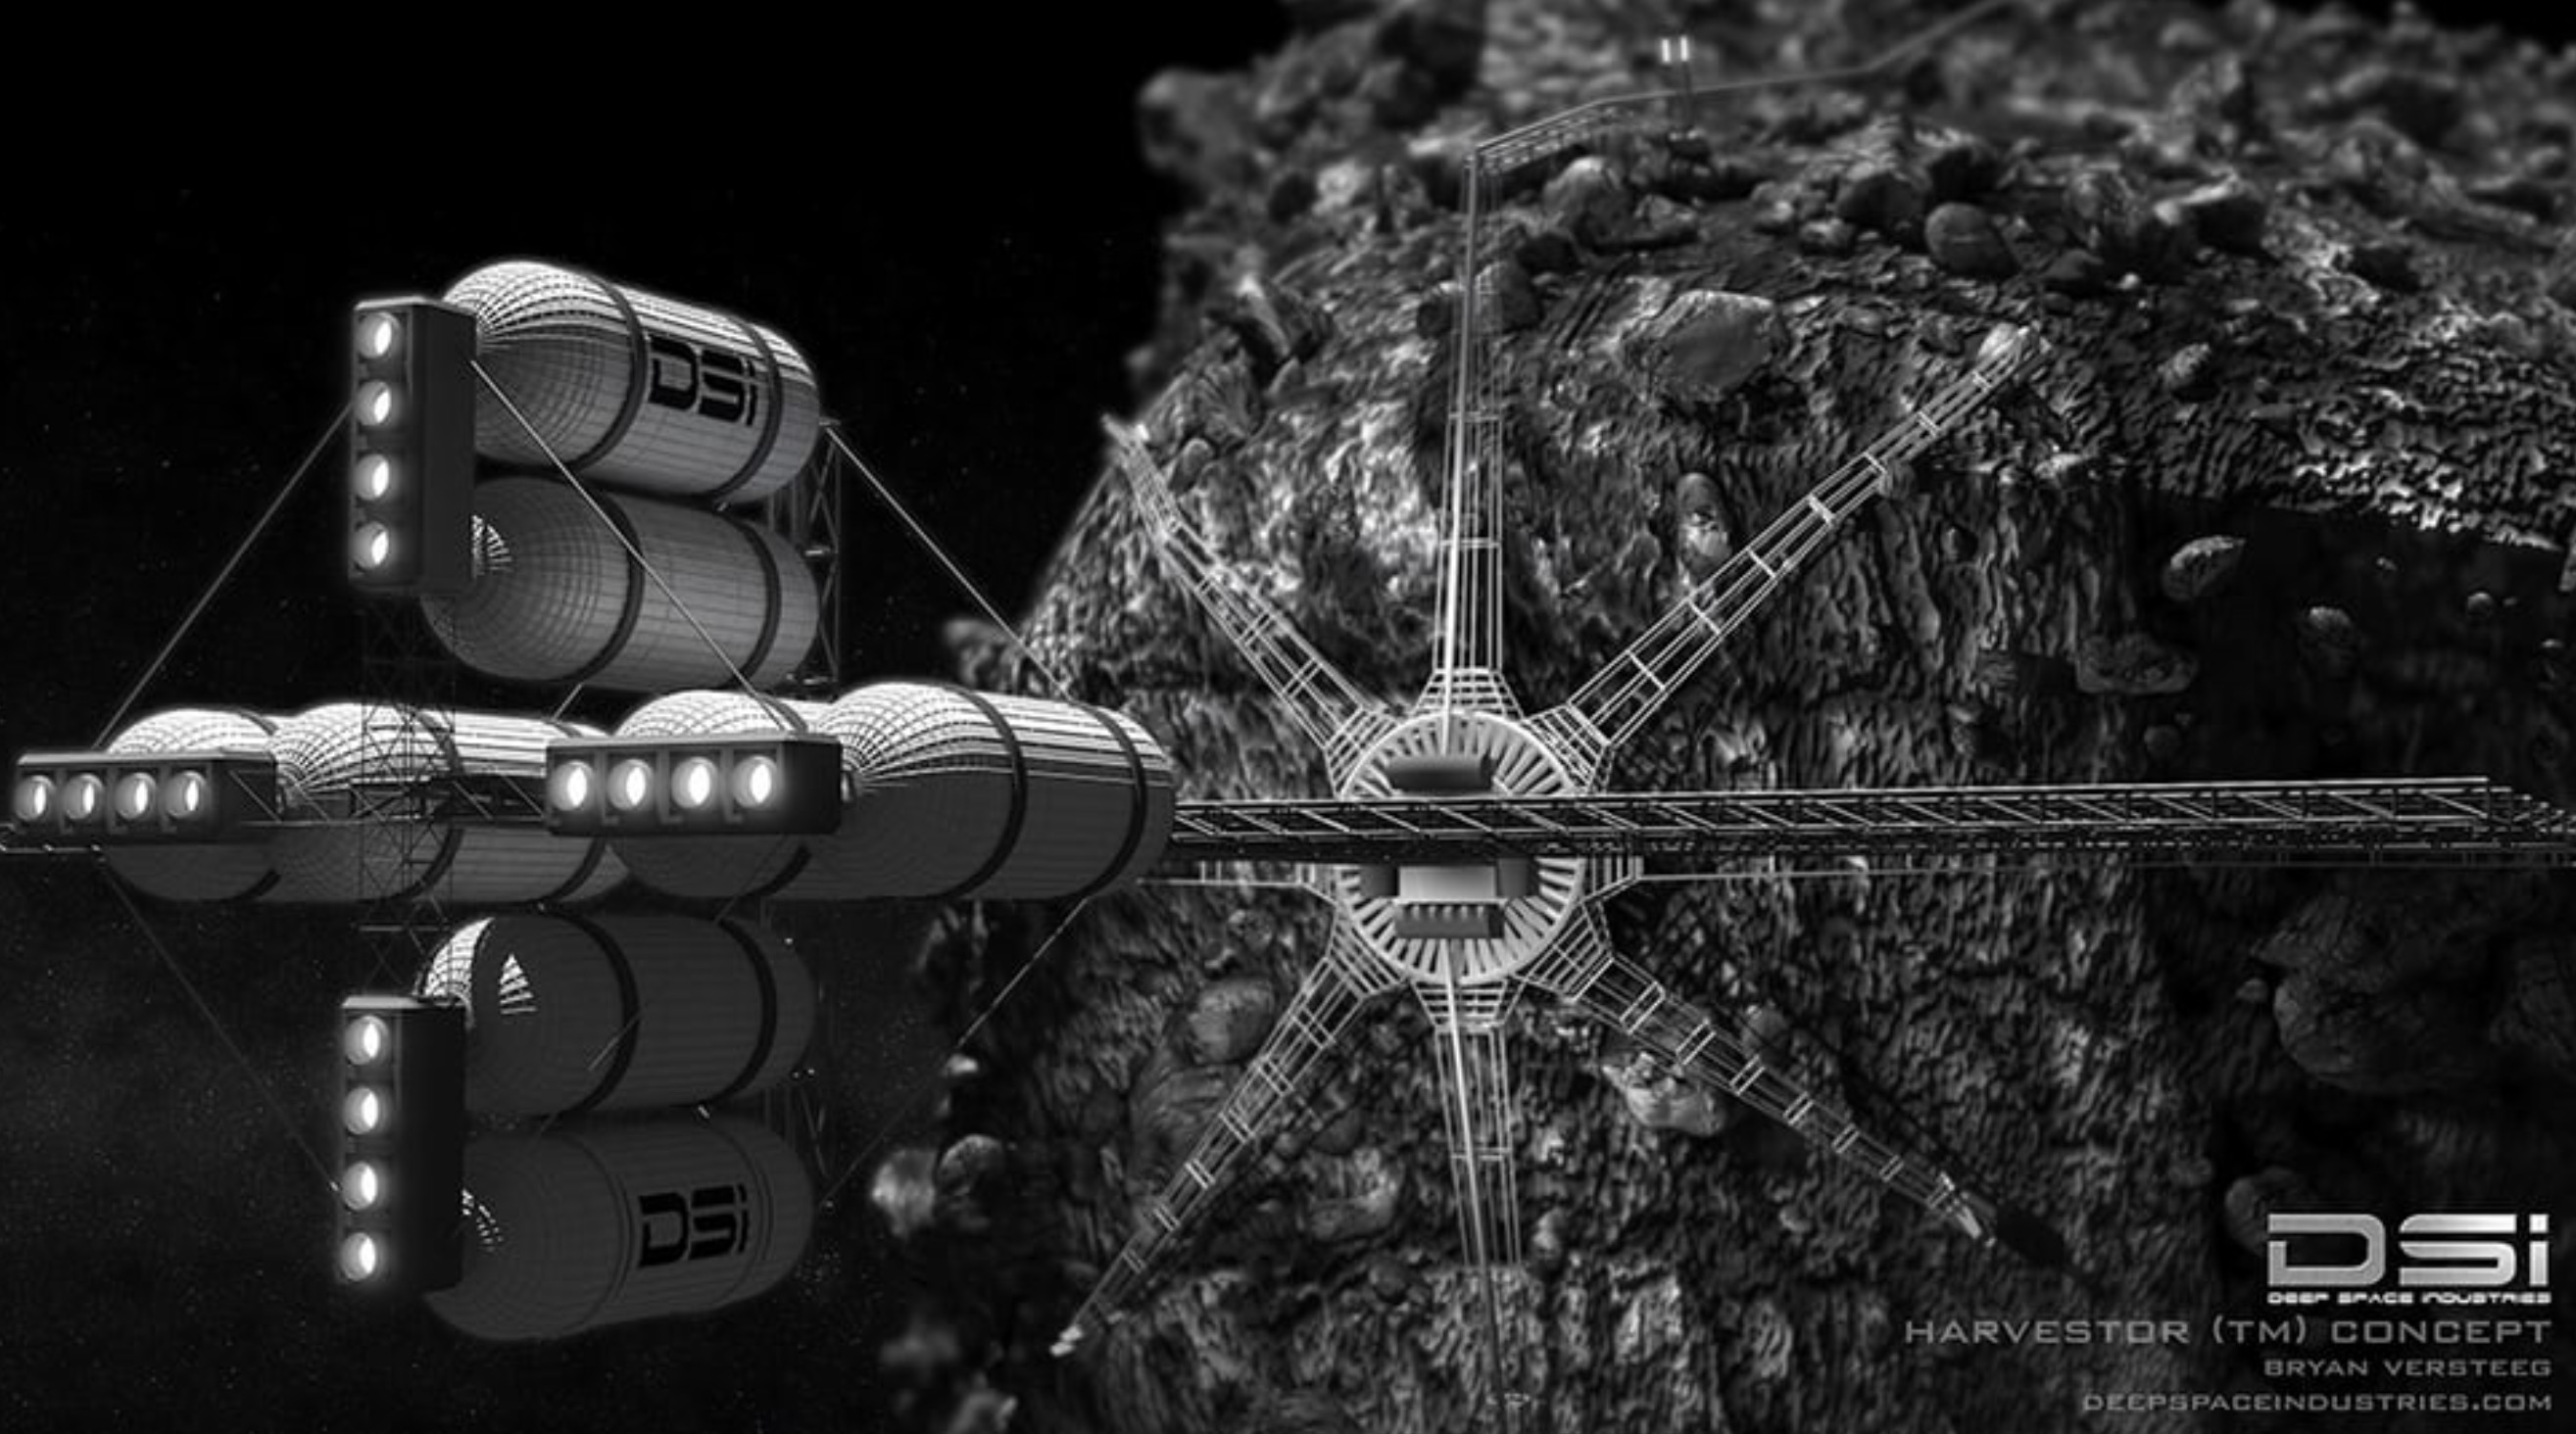 DSi
DSi
DSi
DEEP SPACE INDUSTRIES
HARVESTOR (TM) CONCEPT
BRYAN VERSTEEG
DEEPSPACEINDUSTRIES.COM